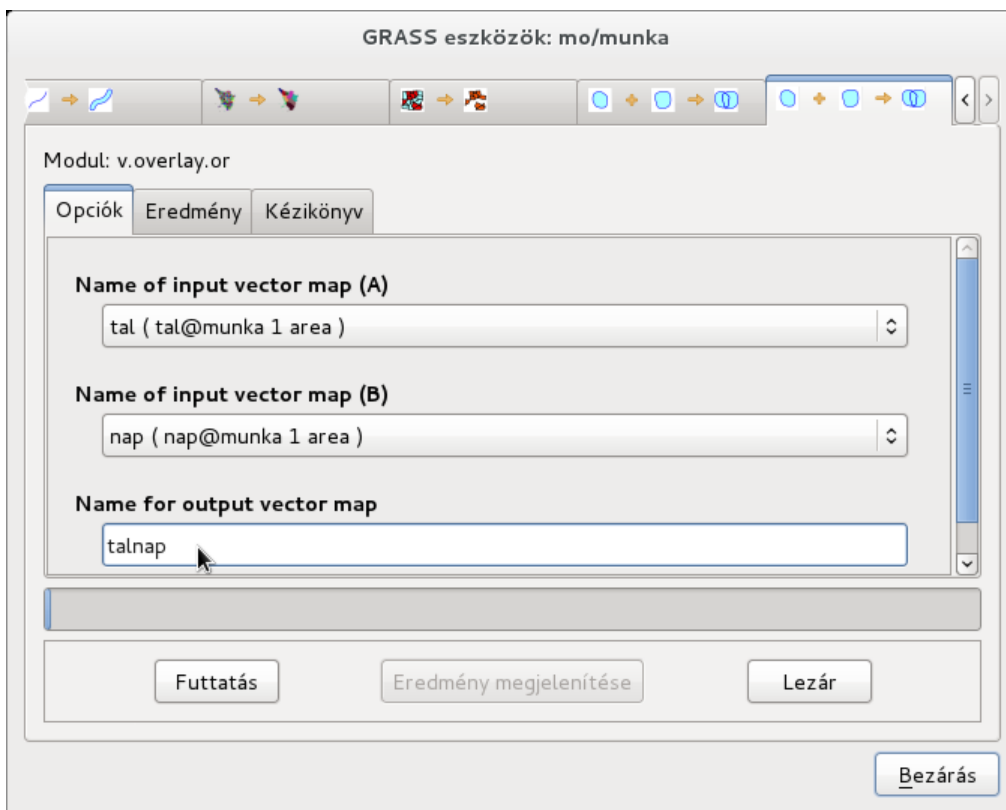 GRASS eszközök: mo/munka
Modul: v.overlay.or
Opciók Eredmény Kézikönyv
Name of input vector map (A)
tal ( tal@munka 1 area )
Name of input vector map (B)
nap ( nap@munka 1 area )
Name for output vector map
talnap
Futtatás Eredmény megjelenítése Lezár
Bezárás